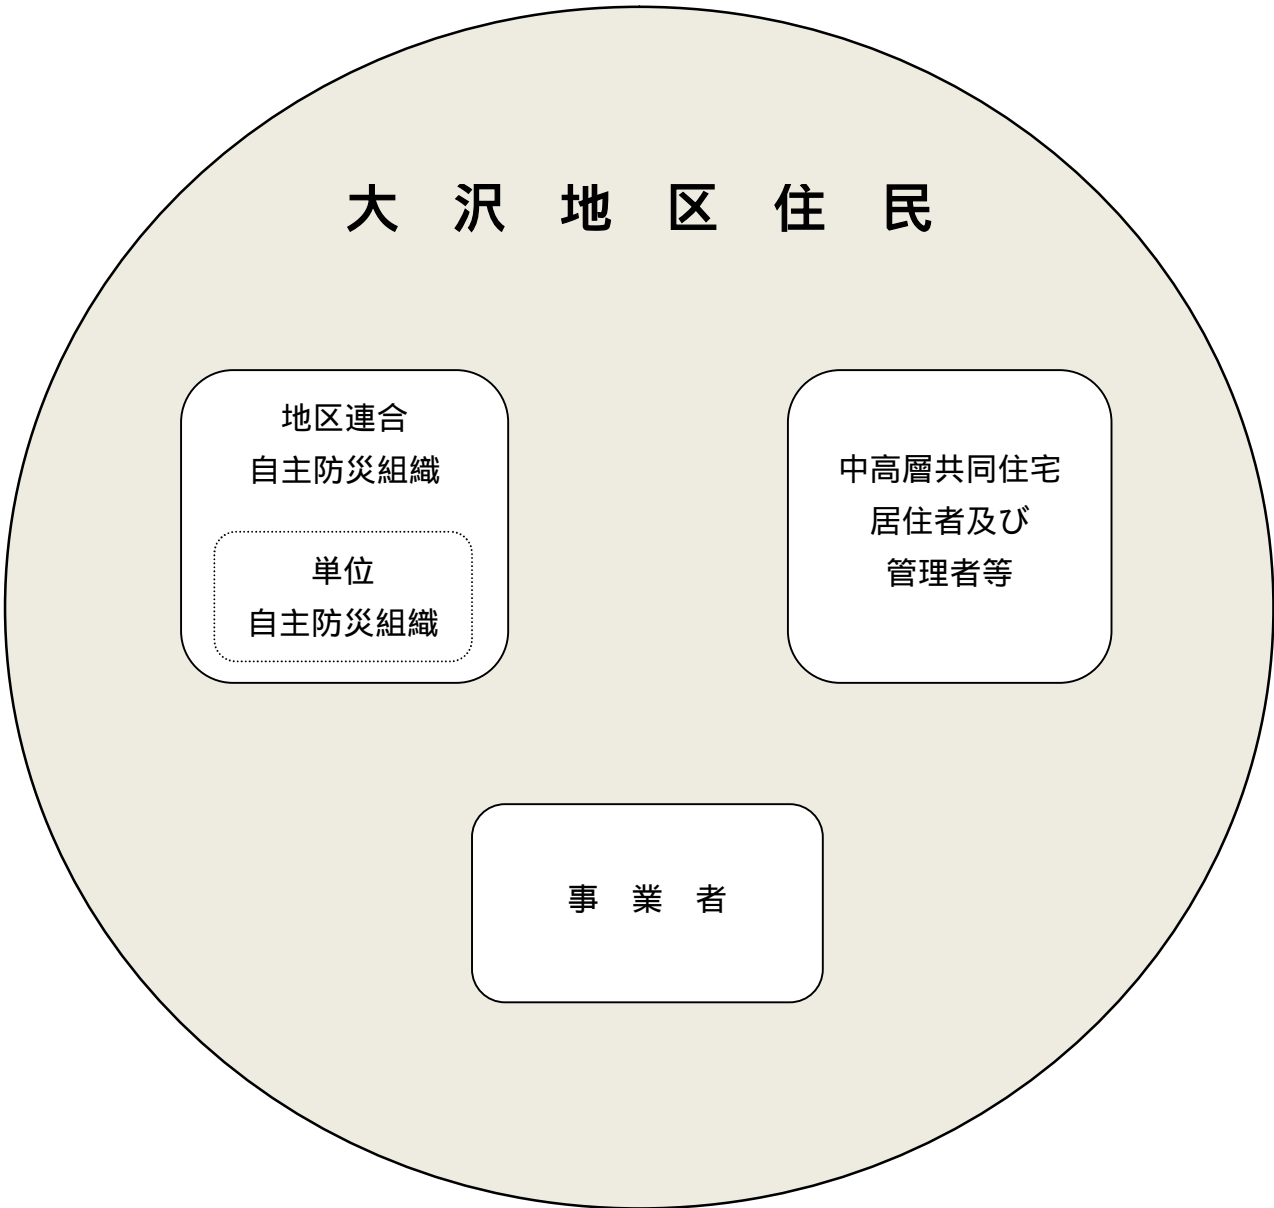 大　沢　地　区　住　民
地区連合
自主防災組織
単位
自主防災組織
中高層共同住宅
居住者及び
管理者等
事　業　者